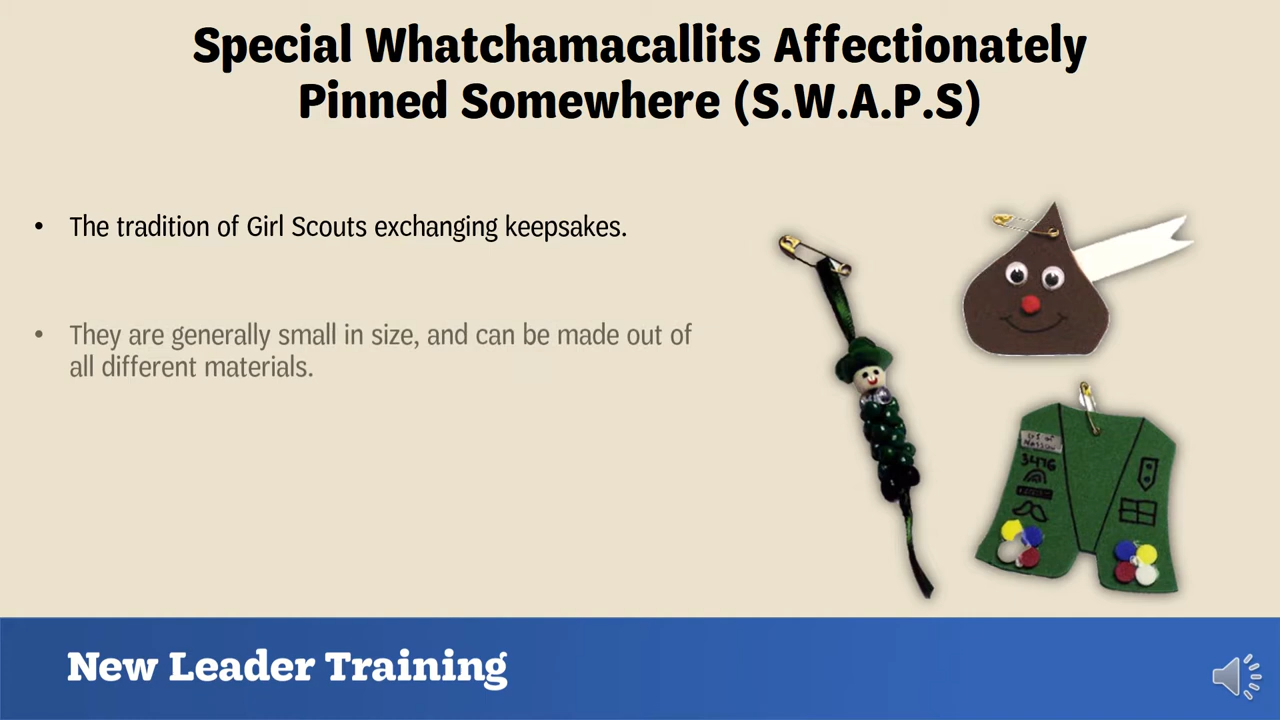 Special Whatchamacallits Affectionately
Pinned Somewhere (S.W.A.P.S)
• The tradition of Girl Scouts exchanging keepsakes.
• They are generally small in size, and can be made out of
all different materials.
3476
New Leader Training